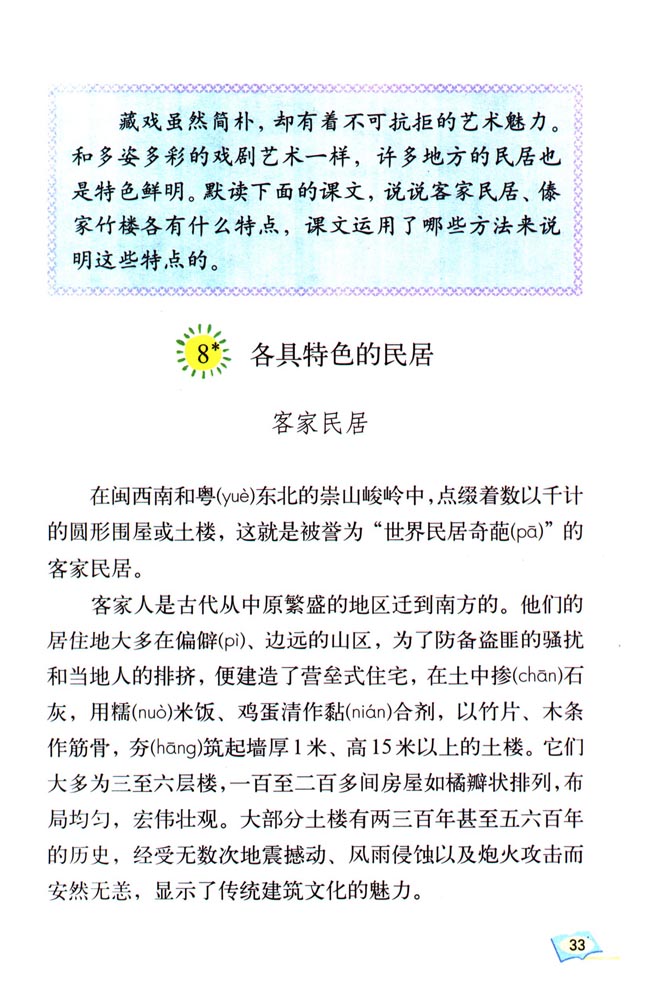 藏戏虽然简朴，却有着不可抗拒的艺术魅力。
和多姿多彩的戏剧艺术一样，许多地方的民居也
是特色鲜明。默读下面的课文，说说客家民居、傣
家竹楼各有什么特点，课文运用了哪些方法来说
明这些特点的。
8* 各具特色的民居
客家民居
在闽西南和粤(yuè)东北的崇山峻岭中，点缀着数以千计
的圆形围屋或土楼，这就是被誉为“世界民居奇葩(pā)”的
客家民居。
客家人是古代从中原繁盛的地区迁到南方的。他们的
居住地大多在偏僻(pì)、边远的山区，为了防备盗匪的骚扰
和当地人的排挤，便建造了营垒式住宅，在土中掺(chān)石
灰，用糯(nuò)米饭、鸡蛋清作黏(nián)合剂，以竹片、木条
作筋骨，夯(hāng)筑起墙厚1米、高15米以上的土楼。它们
大多为三至六层楼，一百至二百多间房屋如橘瓣状排列，布
局均匀，宏伟壮观。大部分土楼有两三百年甚至五六百年
的历史，经受无数次地震撼动、风雨侵蚀以及炮火攻击而
安然无恙，显示了传统建筑文化的魅力。
33